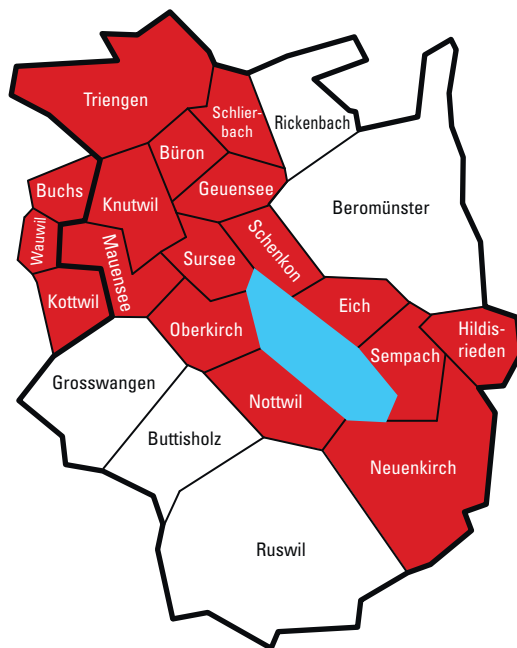 Triengen
Schlier-
bach
Rickenbach
Büron
Buchs
Knutwil
Geuensee
Beromünster
Wauwil
Mauensee
Sursee
Schenkon
Kottwil
Eich
Oberkirch
Hildis-
rieden
Sempach
Grosswangen
Nottwil
Buttisholz
Neuenkirch
Ruswil